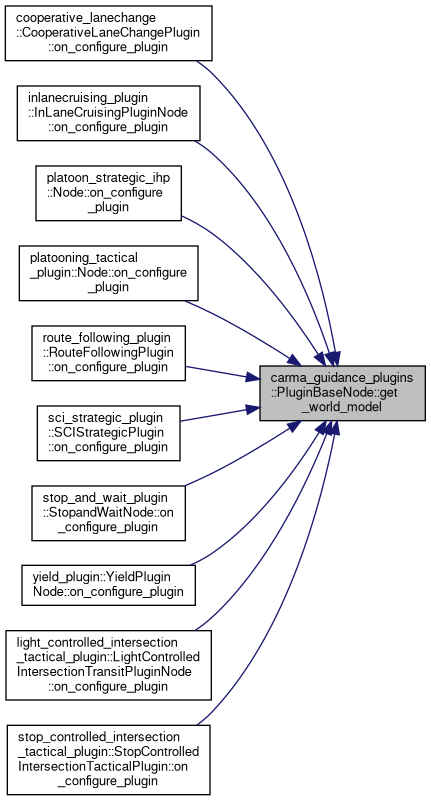 cooperative_lanechange
::CooperativeLaneChangePlugin
::on_configure_plugin
inlanecruising_plugin
::InLaneCruisingPluginNode
::on_configure_plugin
platoon_strategic_ihp
::Node::on_configure
_plugin
platooning_tactical
_plugin::Node::on_configure
_plugin
route_following_plugin
::RouteFollowingPlugin
::on_configure_plugin
carma_guidance_plugins
::PluginBaseNode::get
_world_model
sci_strategic_plugin
::SCIStrategicPlugin
::on_configure_plugin
stop_and_wait_plugin
::StopandWaitNode::on
_configure_plugin
yield_plugin::YieldPlugin
Node::on_configure_plugin
light_controlled_intersection
_tactical_plugin::LightControlled
IntersectionTransitPluginNode
::on_configure_plugin
stop_controlled_intersection
_tactical_plugin::StopControlled
IntersectionTacticalPlugin::on
_configure_plugin